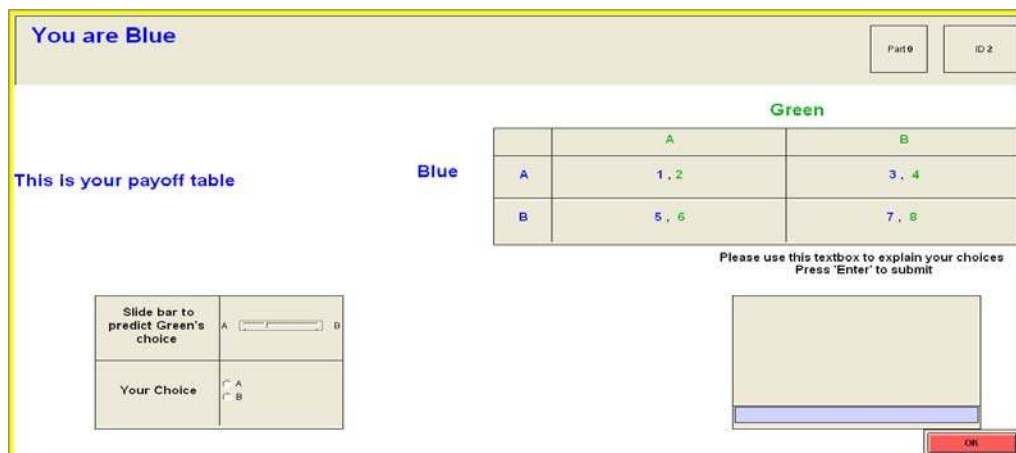 You are Blue
Part 0
ID 2
Green
A B
This is your payoff table
Blue
A 1 , 2 3 , 4
B 5 , 6 7 , 8
Please use this textbox to explain your choices
Press 'Enter' to submit
Slide bar to
predict Green's
choice
A B
Your Choice
A
B
OK